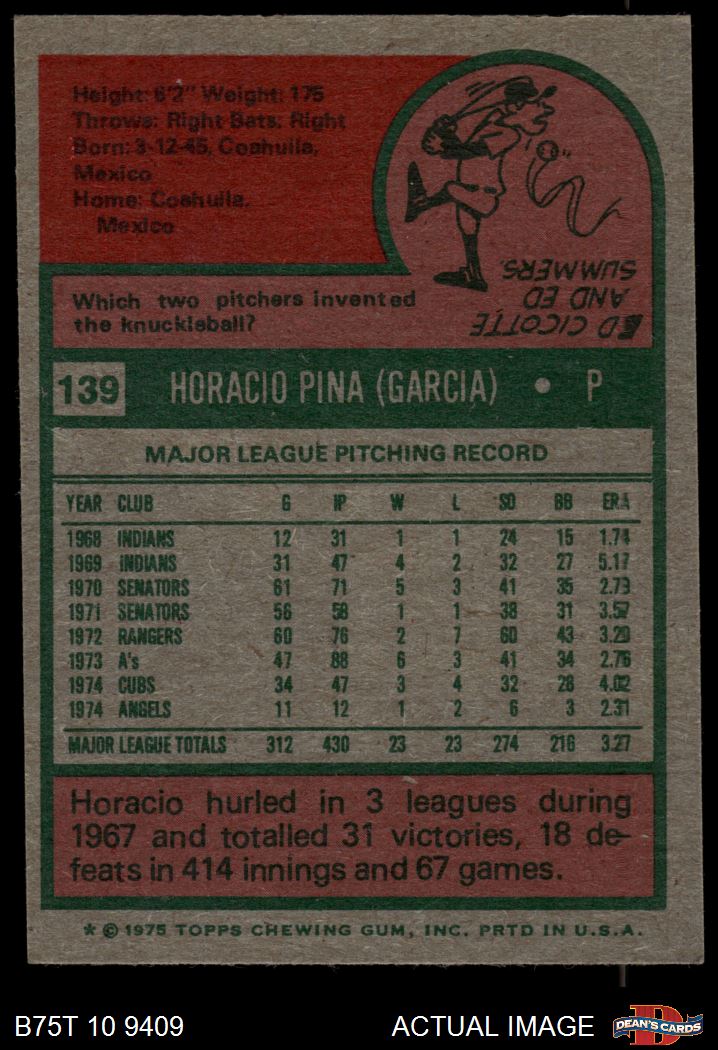 Height: 6'2" Weight: 175
Throws: Right Bats: Right
Born: 3-12-45, Coahuila,
Mexico
Home: Coahuila,
Mexico
Which two pitchers invented
the knuckleball?
ED CICOTTE
AND ED
SUMMERS.
139 HORACIO PINA (GARCIA) • P
MAJOR LEAGUE PITCHING RECORD
YEAR CLUB G IP W L SO BB ERA
1968 INDIANS 12 31 1 1 24 15 1.74
1969 INDIANS 31 47 4 2 32 27 5.17
1970 SENATORS 61 71 5 3 41 35 2.73
1971 SENATORS 56 58 1 1 38 31 3.57
1972 RANGERS 60 76 2 7 60 43 3.20
1973 A's 47 88 6 3 41 34 2.76
1974 CUBS 34 47 3 4 32 28 4.02
1974 ANGELS 11 12 1 2 6 3 2.31
MAJOR LEAGUE TOTALS 312 430 23 23 274 216 3.27
Horacio hurled in 3 leagues during
1967 and totalled 31 victories, 18 de-
feats in 414 innings and 67 games.
* © 1975 TOPPS CHEWING GUM, INC. PRTD IN U.S.A.
B75T 10 9409 ACTUAL IMAGE DEAN'S CARDS